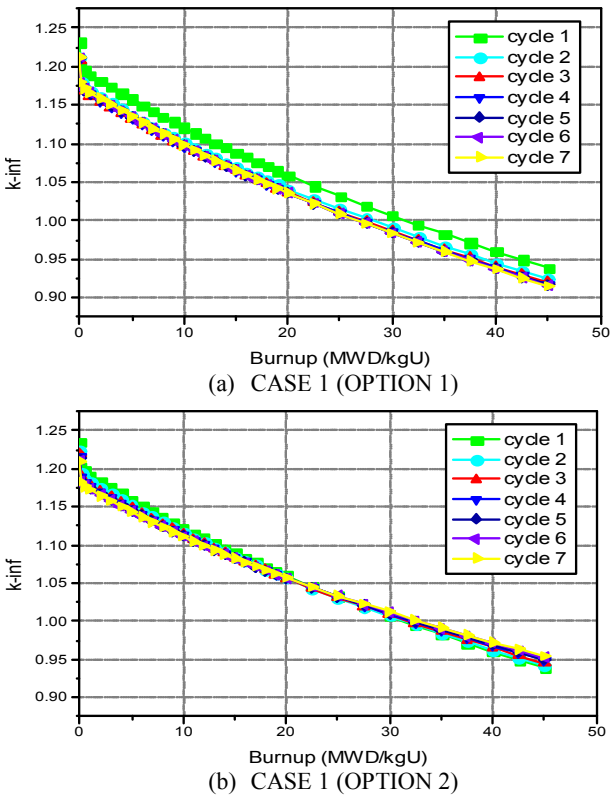 1.25
1.20
1.15
1.10
1.05
1.00
0.95
0.90
k-inf
cycle 1
cycle 2
cycle 3
cycle 4
cycle 5
cycle 6
cycle 7
0 10 20 30 40 50
Burnup (MWD/kgU)
(a) CASE 1 (OPTION 1)
1.25
1.20
1.15
1.10
1.05
1.00
0.95
0.90
k-inf
cycle 1
cycle 2
cycle 3
cycle 4
cycle 5
cycle 6
cycle 7
0 10 20 30 40 50
Burnup (MWD/kgU)
(b) CASE 1 (OPTION 2)